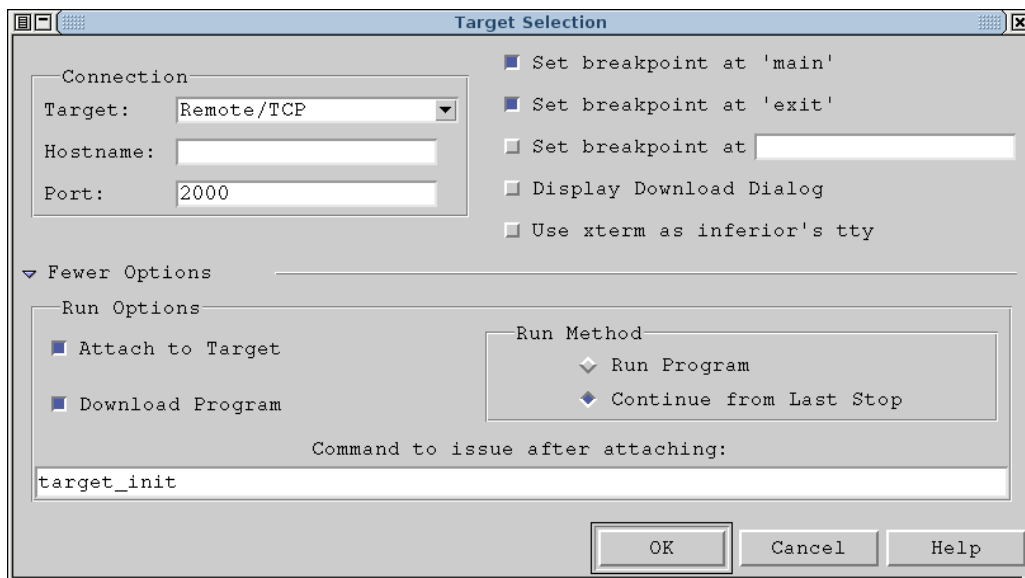 Target Selection
Connection
Target: Remote/TCP
Hostname:
Port: 2000
Set breakpoint at 'main'
Set breakpoint at 'exit'
Set breakpoint at
Display Download Dialog
Use xterm as inferior's tty
Fewer Options
Run Options
Attach to Target
Download Program
Run Method
Run Program
Continue from Last Stop
Command to issue after attaching:
target_init
OK Cancel Help